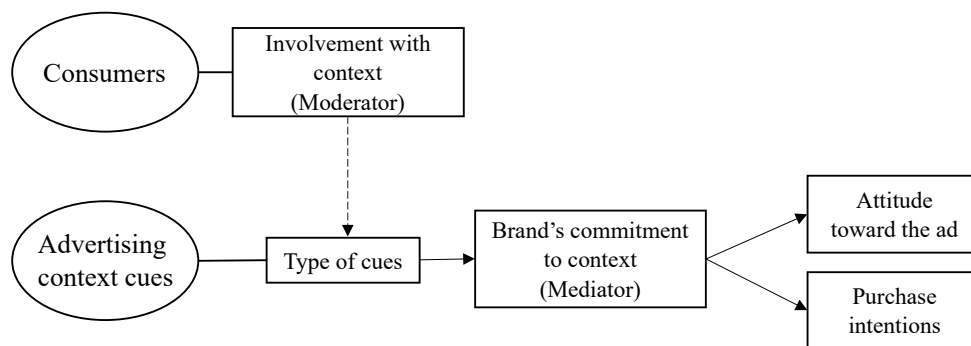 Consumers
Involvement with
context
(Moderator)
Advertising
context cues
Type of cues
Brand’s commitment
to context
(Mediator)
Attitude
toward the ad
Purchase
intentions